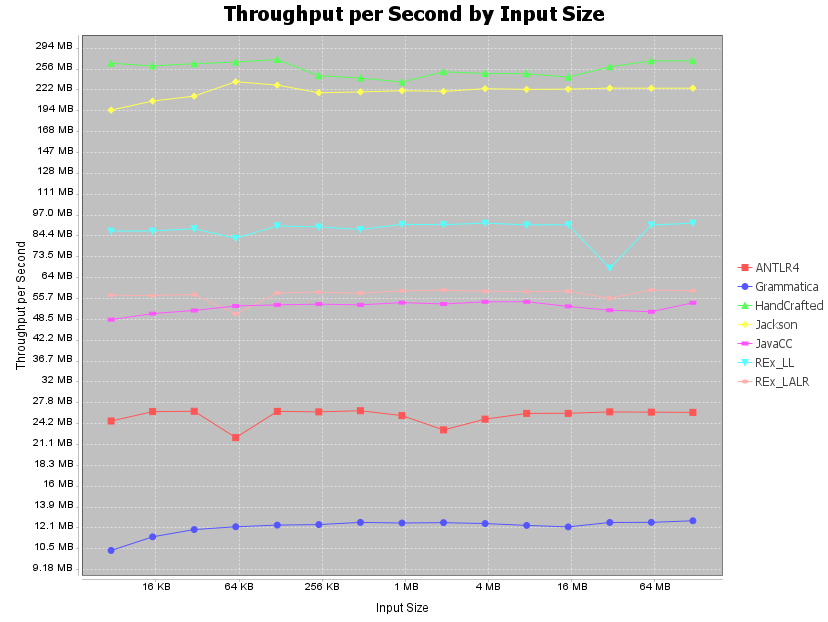 Throughput per Second by Input Size
294 MB
256 MB
222 MB
194 MB
168 MB
147 MB
128 MB
111 MB
97.0 MB
84.4 MB
73.5 MB
64 MB
55.7 MB
48.5 MB
42.2 MB
36.7 MB
32 MB
27.8 MB
24.2 MB
21.1 MB
18.3 MB
16 MB
13.9 MB
12.1 MB
10.5 MB
9.18 MB
Throughput per Second
16 KB 64 KB 256 KB 1 MB 4 MB 16 MB 64 MB
Input Size
ANTLR4
Grammatica
HandCrafted
Jackson
JavaCC
REx_LL
REx_LALR